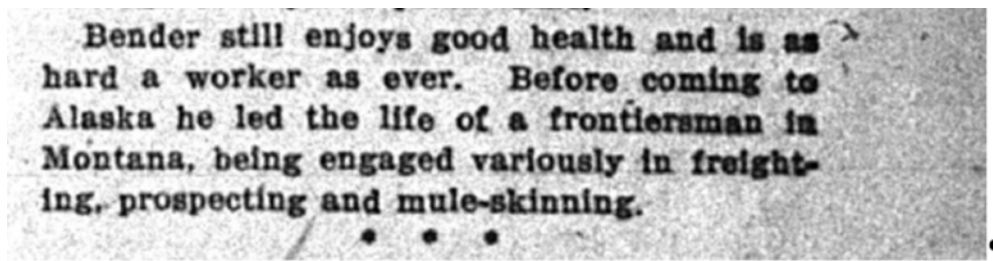 Bender still enjoys good health and is as
hard a worker as ever. Before coming to
Alaska he led the life of a frontiersman in
Montana, being engaged variously in freight-
ing, prospecting and mule-skinning.
• • •